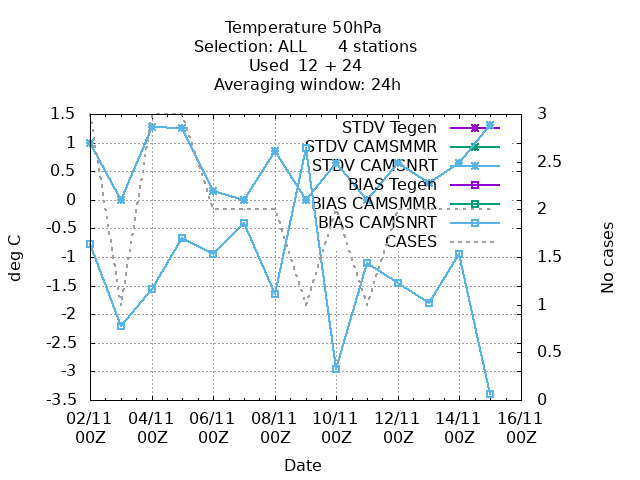 Temperature 50hPa
Selection: ALL 4 stations
Used 12 + 24
Averaging window: 24h
1.5
1
0.5
0
-0.5
-1
-1.5
-2
-2.5
-3
-3.5
deg C
3
2.5
2
1.5
1
0.5
0
No cases
STDV Tegen
STDV CAMSMMR
STDV CAMSNRT
BIAS Tegen
BIAS CAMSMMR
BIAS CAMSNRT
CASES
02/11 04/11 06/11 08/11 10/11 12/11 14/11 16/11
00Z 00Z 00Z 00Z 00Z 00Z 00Z 00Z
Date